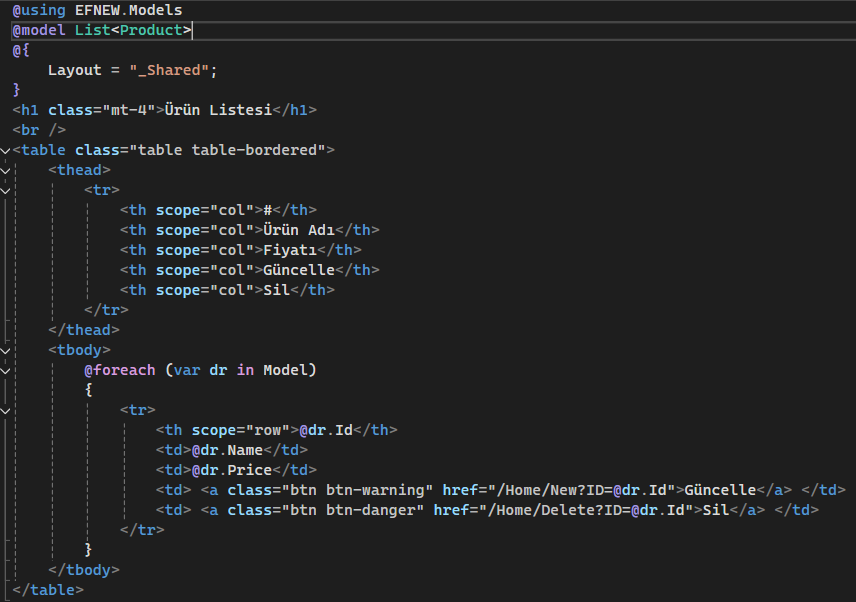 @using EFNEW.Models
@model List<Product>
@{
    Layout = "_Shared";
}
<h1 class="mt-4">Ürün Listesi</h1>
<br />
<table class="table table-bordered">
    <thead>
        <tr>
            <th scope="col">#</th>
            <th scope="col">Ürün Adı</th>
            <th scope="col">Fiyatı</th>
            <th scope="col">Güncelle</th>
            <th scope="col">Sil</th>
        </tr>
    </thead>
    <tbody>
        @foreach (var dr in Model)
        {
            <tr>
                <th scope="row">@dr.Id</th>
                <td>@dr.Name</td>
                <td>@dr.Price</td>
                <td> <a class="btn btn-warning" href="/Home/New?ID=@dr.Id">Güncelle</a> </td>
                <td> <a class="btn btn-danger" href="/Home/Delete?ID=@dr.Id">Sil</a> </td>
            </tr>
        }
    </tbody>
</table>